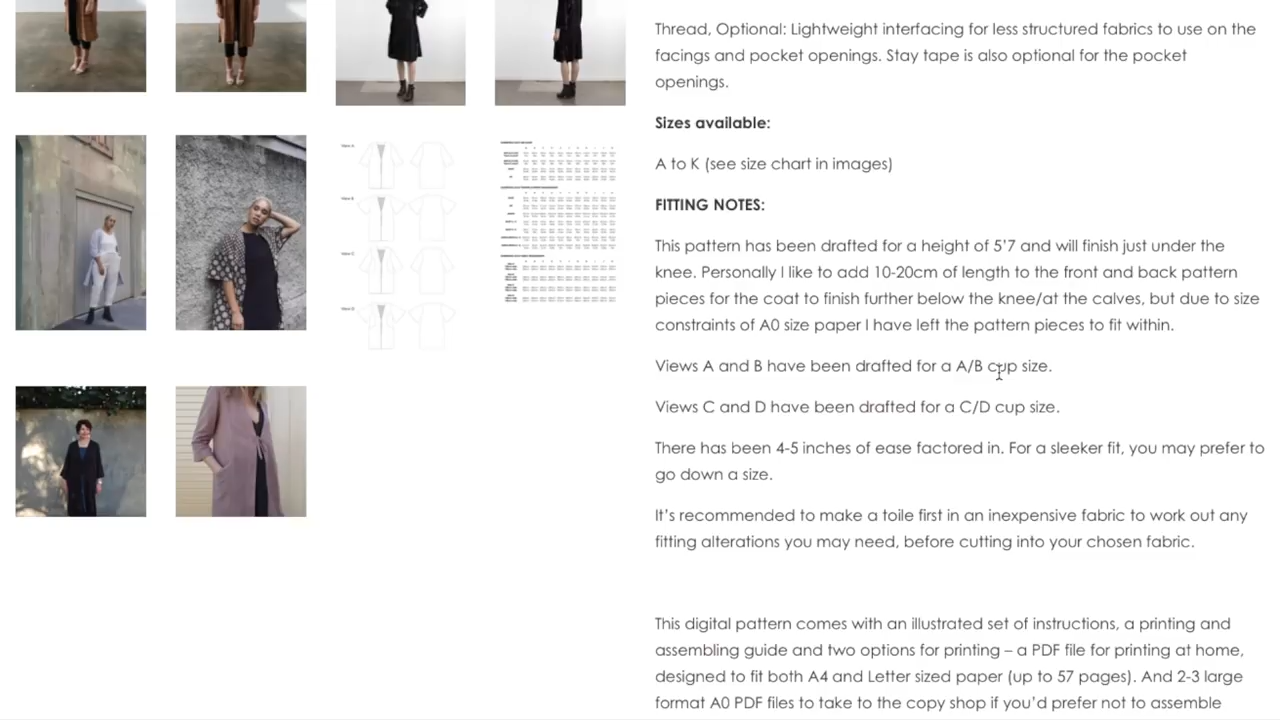 Thread, Optional: Lightweight interfacing for less structured fabrics to use on the
facings and pocket openings. Stay tape is also optional for the pocket
openings.
Sizes available:
A to K (see size chart in images)
FITTING NOTES:
This pattern has been drafted for a height of 5’7 and will finish just under the
knee. Personally I like to add 10-20cm of length to the front and back pattern
pieces for the coat to finish further below the knee/at the calves, but due to size
constraints of A0 size paper I have left the pattern pieces to fit within.
Views A and B have been drafted for a A/B cup size.
Views C and D have been drafted for a C/D cup size.
There has been 4-5 inches of ease factored in. For a sleeker fit, you may prefer to
go down a size.
It’s recommended to make a toile first in an inexpensive fabric to work out any
fitting alterations you may need, before cutting into your chosen fabric.
This digital pattern comes with an illustrated set of instructions, a printing and
assembling guide and two options for printing – a PDF file for printing at home,
designed to fit both A4 and Letter sized paper (up to 57 pages). And 2-3 large
format A0 PDF files to take to the copy shop if you’d prefer not to assemble
View A
View B
View C
View D